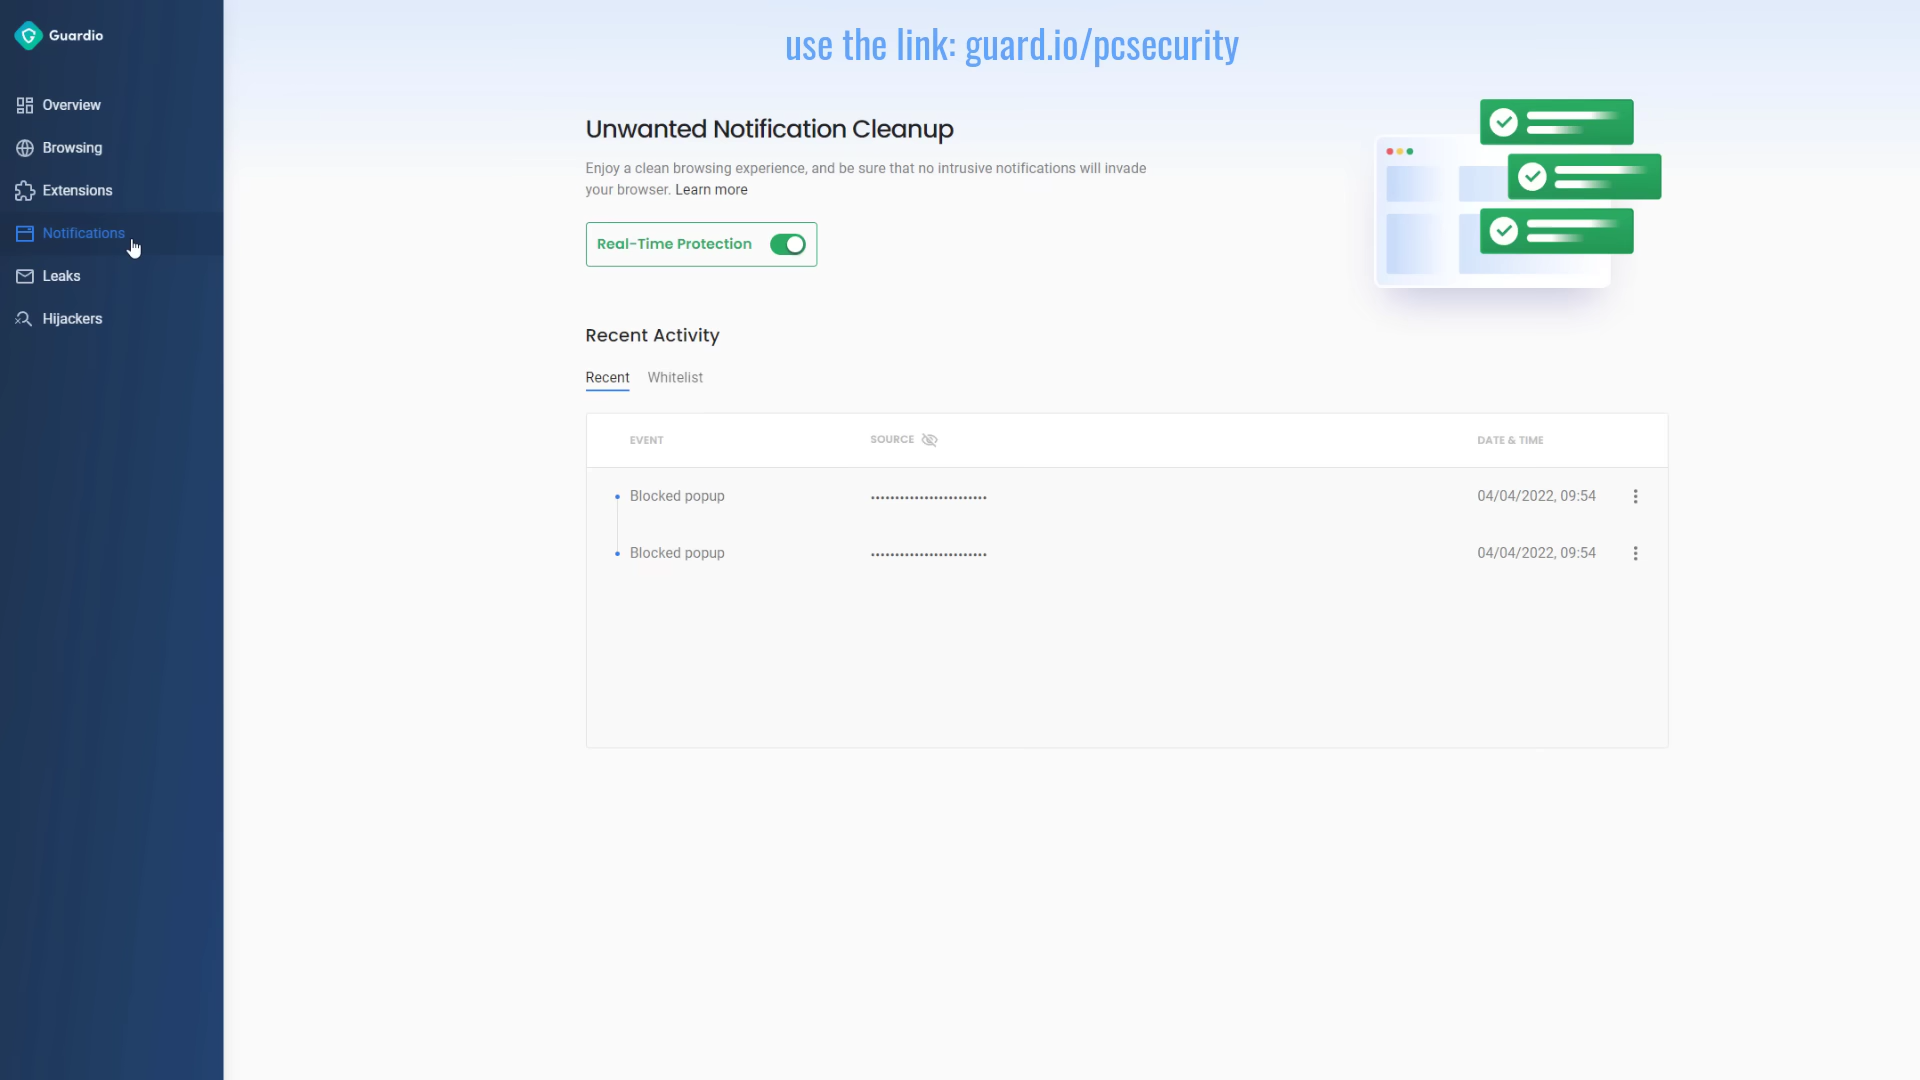 Guardio
use the link: guard.io/pcsecurity
Overview
Browsing
Extensions
Notifications
Leaks
Hijackers
Unwanted Notification Cleanup
Enjoy a clean browsing experience, and be sure that no intrusive notifications will invade
your browser. Learn more
Real-Time Protection
Recent Activity
Recent Whitelist
EVENT SOURCE DATE & TIME
Blocked popup •••••••••••••••••••••••• 04/04/2022, 09:54
Blocked popup •••••••••••••••••••••••• 04/04/2022, 09:54